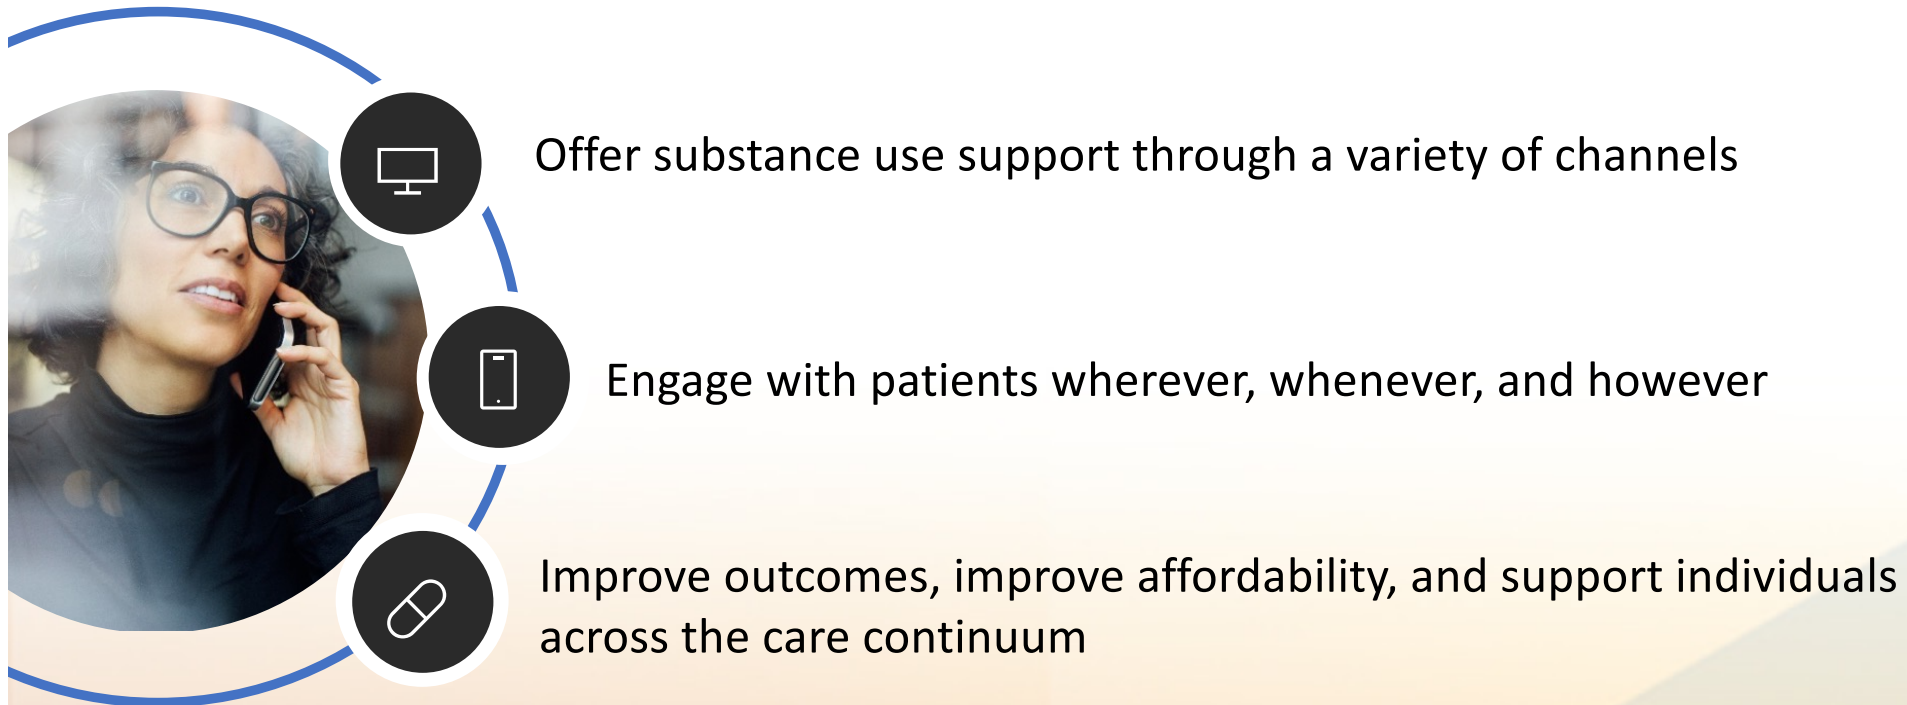 Offer substance use support through a variety of channels
Engage with patients wherever, whenever, and however
Improve outcomes, improve affordability, and support individuals
across the care continuum